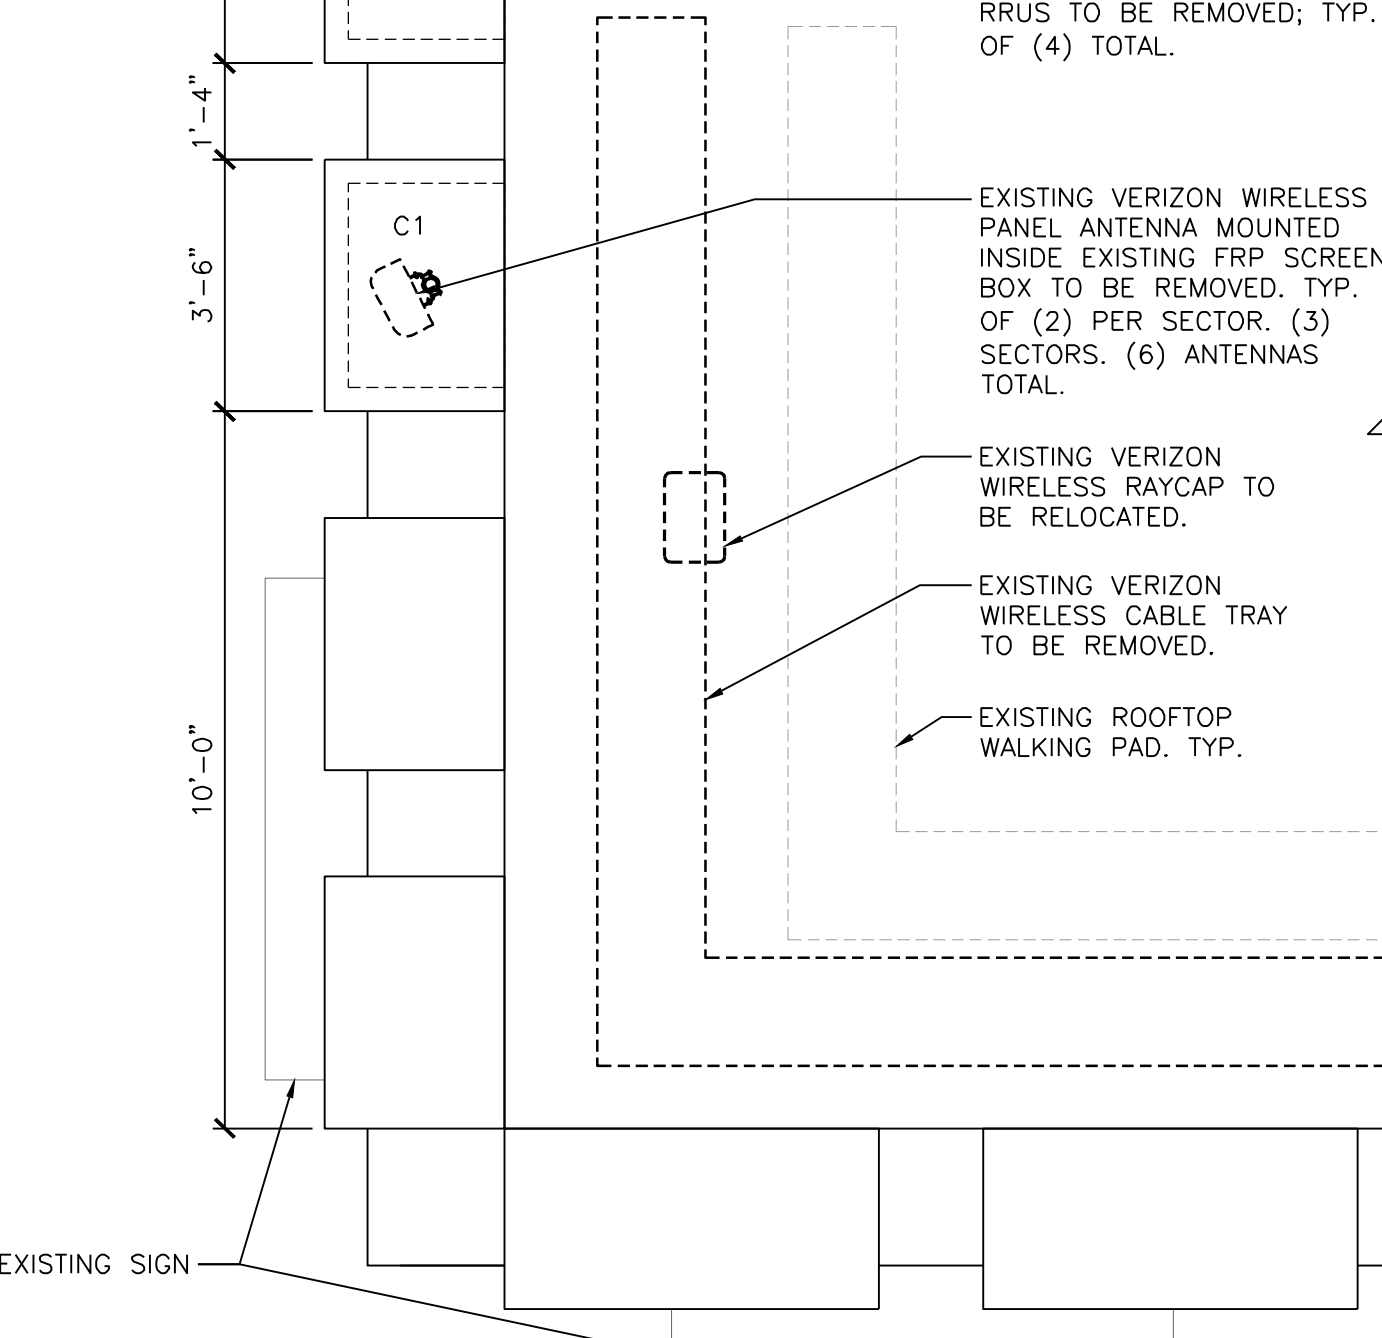 RRUS TO BE REMOVED; TYP.
OF (4) TOTAL.
1'-4"
EXISTING VERIZON WIRELESS
PANEL ANTENNA MOUNTED
INSIDE EXISTING FRP SCREEN
BOX TO BE REMOVED. TYP.
OF (2) PER SECTOR. (3)
SECTORS. (6) ANTENNAS
TOTAL.
C1
3'-6"
EXISTING VERIZON
WIRELESS RAYCAP TO
BE RELOCATED.
EXISTING VERIZON
WIRELESS CABLE TRAY
TO BE REMOVED.
EXISTING ROOFTOP
WALKING PAD. TYP.
10'-0"
EXISTING SIGN